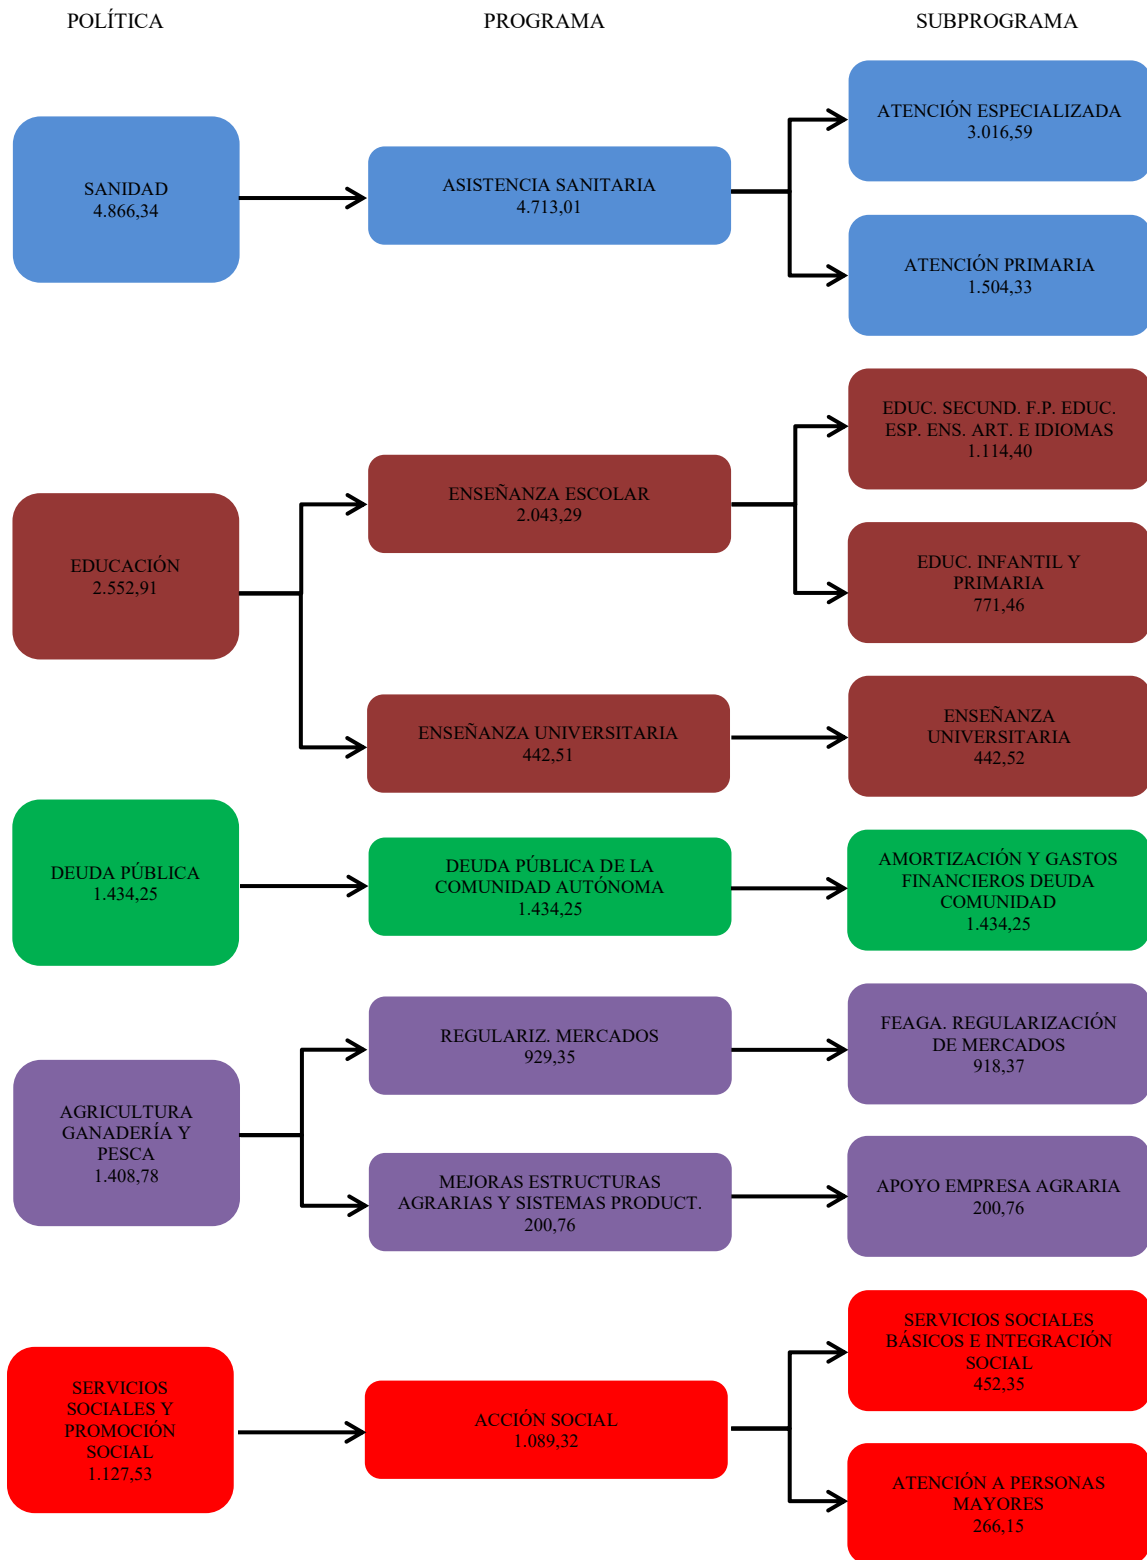 POLÍTICA
PROGRAMA
SUBPROGRAMA
SANIDAD
4.866,34
ASISTENCIA SANITARIA
4.713,01
ATENCIÓN ESPECIALIZADA
3.016,59
ATENCIÓN PRIMARIA
1.504,33
EDUCACIÓN
2.552,91
ENSEÑANZA ESCOLAR
2.043,29
EDUC. SECUND. F.P. EDUC.
ESP. ENS. ART. E IDIOMAS
1.114,40
EDUC. INFANTIL Y
PRIMARIA
771,46
ENSEÑANZA UNIVERSITARIA
442,51
ENSEÑANZA
UNIVERSITARIA
442,52
DEUDA PÚBLICA
1.434,25
DEUDA PÚBLICA DE LA
COMUNIDAD AUTÓNOMA
1.434,25
AMORTIZACIÓN Y GASTOS
FINANCIEROS DEUDA
COMUNIDAD
1.434,25
AGRICULTURA
GANADERÍA Y
PESCA
1.408,78
REGULARIZ. MERCADOS
929,35
FEAGA. REGULARIZACIÓN
DE MERCADOS
918,37
MEJORAS ESTRUCTURAS
AGRARIAS Y SISTEMAS PRODUCT.
200,76
APOYO EMPRESA AGRARIA
200,76
SERVICIOS
SOCIALES Y
PROMOCIÓN
SOCIAL
1.127,53
ACCIÓN SOCIAL
1.089,32
SERVICIOS SOCIALES
BÁSICOS E INTEGRACIÓN
SOCIAL
452,35
ATENCIÓN A PERSONAS
MAYORES
266,15